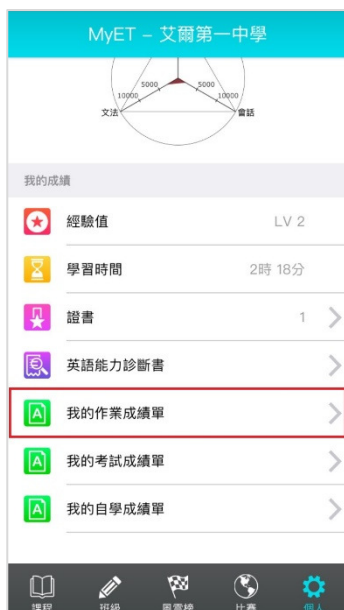 MyET – 艾爾第一中學
5000
5000
10000
10000
文法
會話
我的成績
經驗值 LV 2
學習時間 2時 18分
證書 1
英語能力診斷書
我的作業成績單
我的考試成績單
我的自學成績單
課程 班級 風雲榜 比賽 個人